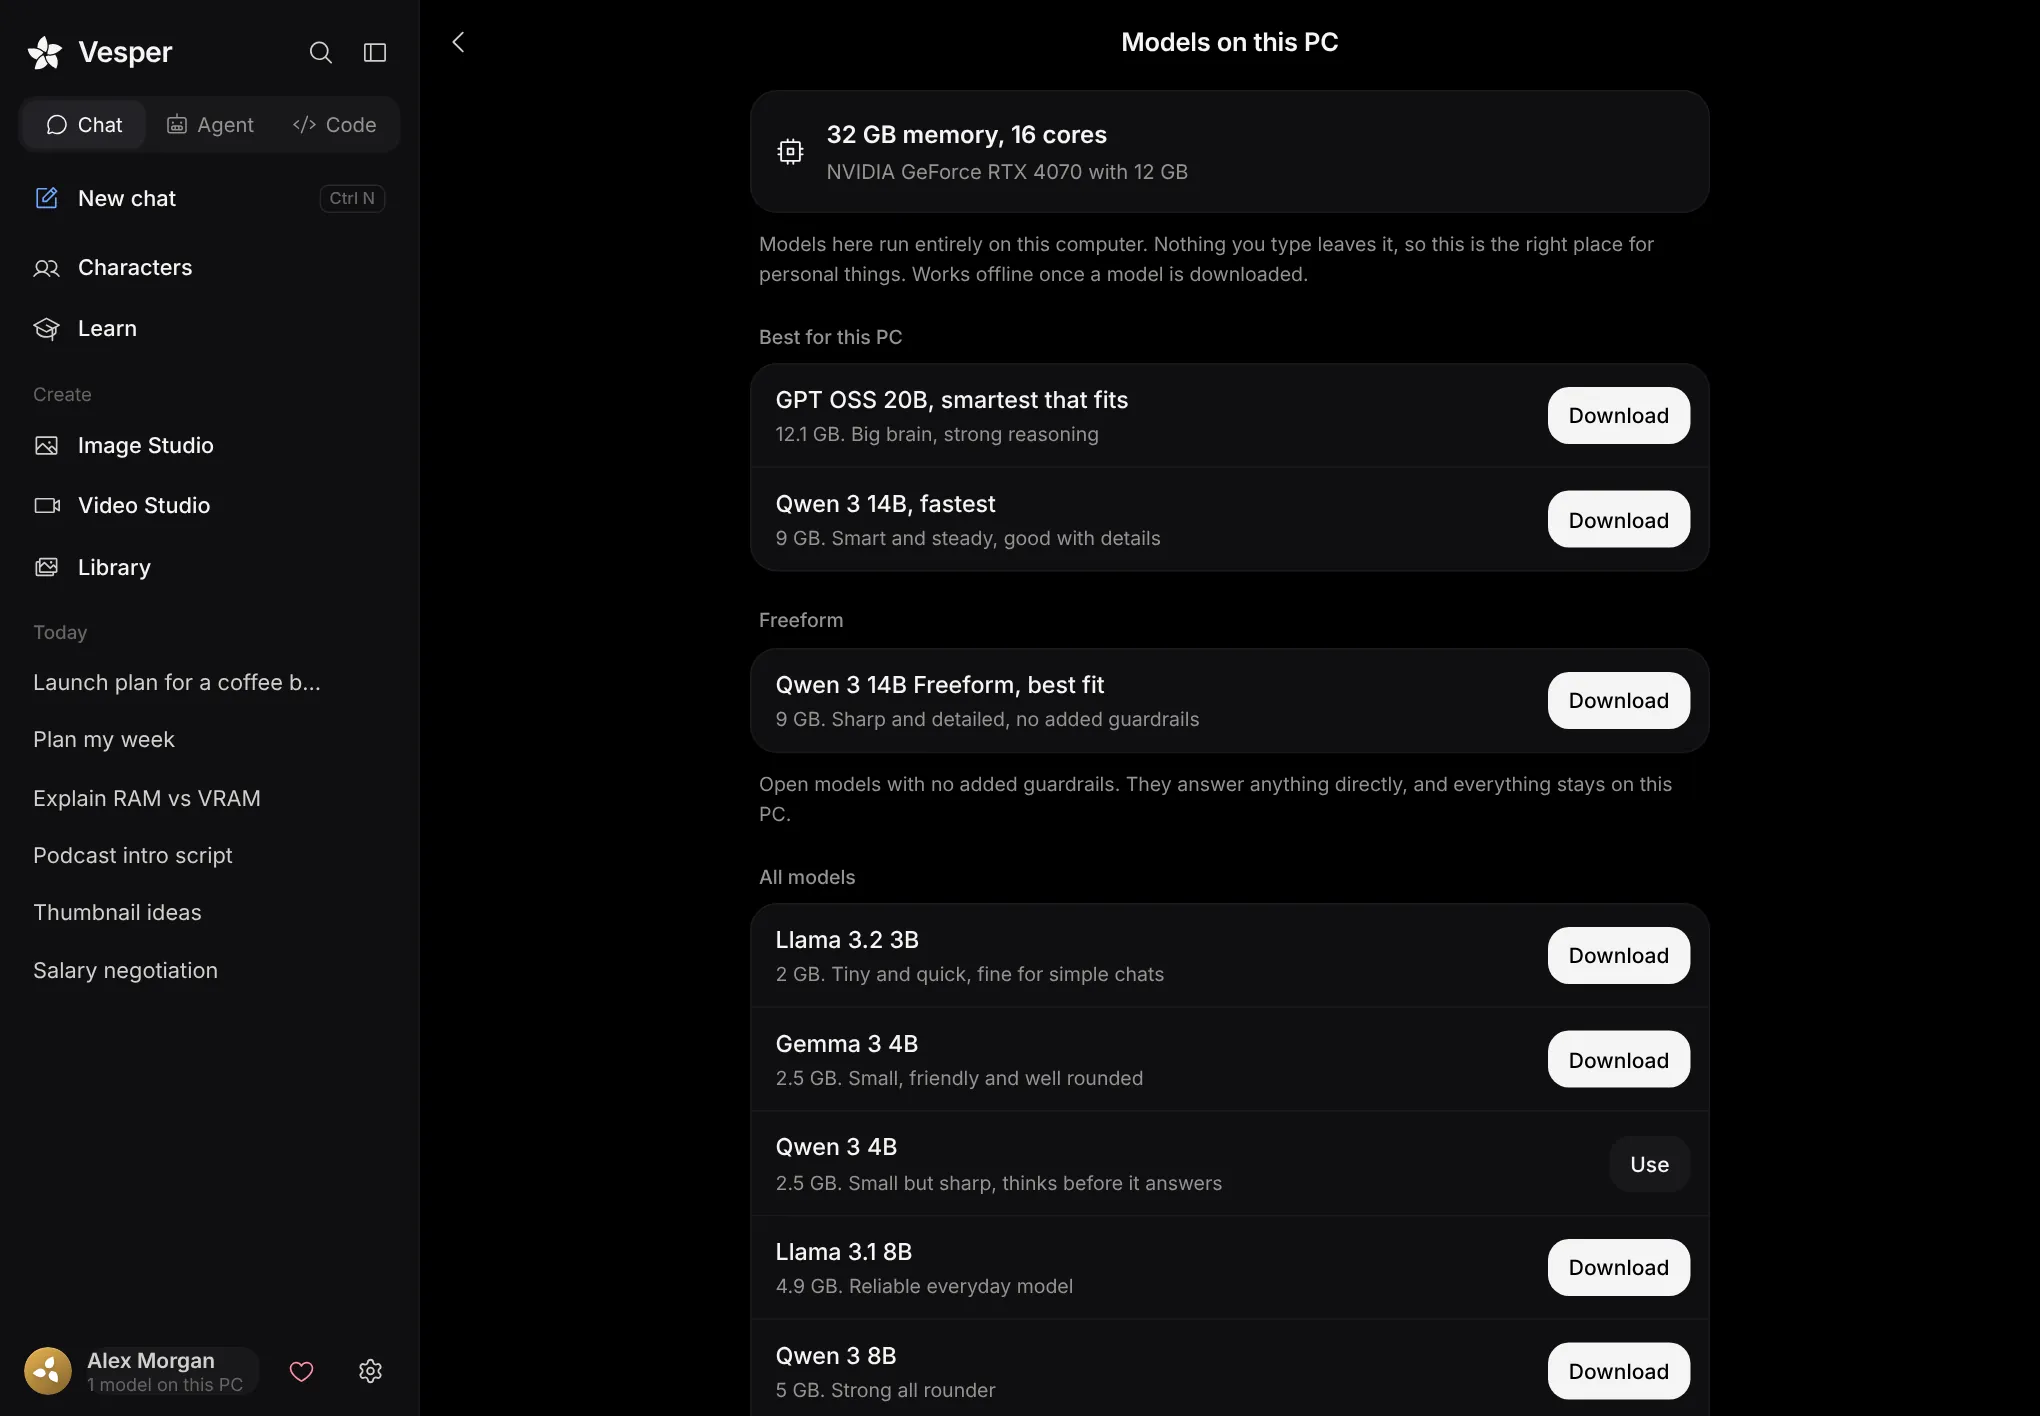 Vesper
Chat
Agent
Code
New chat
Ctrl N
Characters
Learn
Create
Image Studio
Video Studio
Library
Today
Launch plan for a coffee b...
Plan my week
Explain RAM vs VRAM
Podcast intro script
Thumbnail ideas
Salary negotiation
Alex Morgan
1 model on this PC
Models on this PC
32 GB memory, 16 cores
NVIDIA GeForce RTX 4070 with 12 GB
Models here run entirely on this computer. Nothing you type leaves it, so this is the right place for
personal things. Works offline once a model is downloaded.
Best for this PC
GPT OSS 20B, smartest that fits
12.1 GB. Big brain, strong reasoning
Download
Qwen 3 14B, fastest
9 GB. Smart and steady, good with details
Download
Freeform
Qwen 3 14B Freeform, best fit
9 GB. Sharp and detailed, no added guardrails
Download
Open models with no added guardrails. They answer anything directly, and everything stays on this
PC.
All models
Llama 3.2 3B
2 GB. Tiny and quick, fine for simple chats
Download
Gemma 3 4B
2.5 GB. Small, friendly and well rounded
Download
Qwen 3 4B
2.5 GB. Small but sharp, thinks before it answers
Use
Llama 3.1 8B
4.9 GB. Reliable everyday model
Download
Qwen 3 8B
5 GB. Strong all rounder
Download